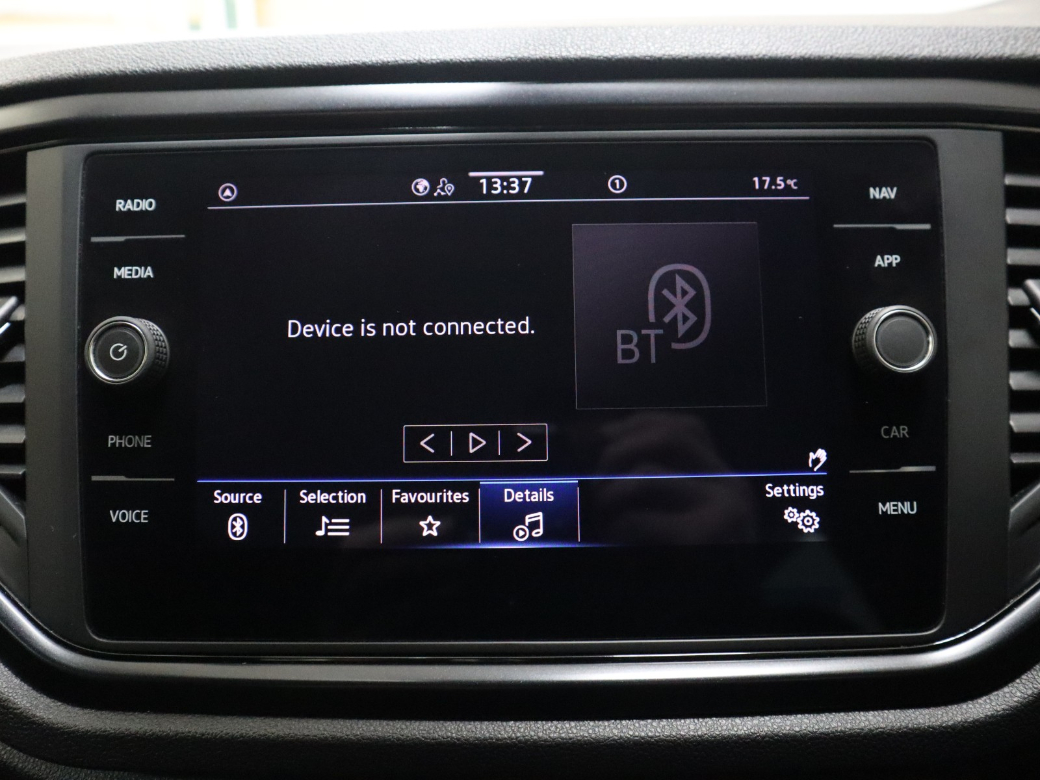 13:37
1
17.5°C
RADIO
NAV
MEDIA
APP
Device is not connected.
BT
PHONE
CAR
VOICE
MENU
Source
Selection
Favourites
Details
Settings